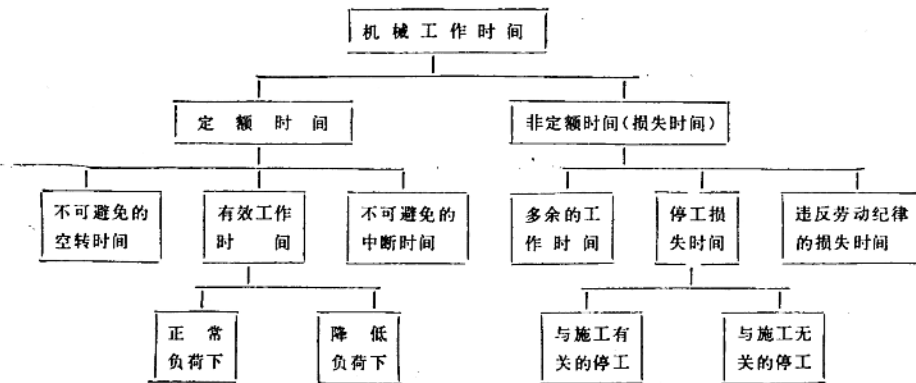 机械工作时间
定额时间
非定额时间(损失时间)
不可避免的
空转时间
有效工作
时间
不可避免的
中断时间
多余的工
作时间
停工损
失时间
违反劳动纪律
的损失时间
正常
负荷下
降低
负荷下
与施工有
关的停工
与施工无
关的停工